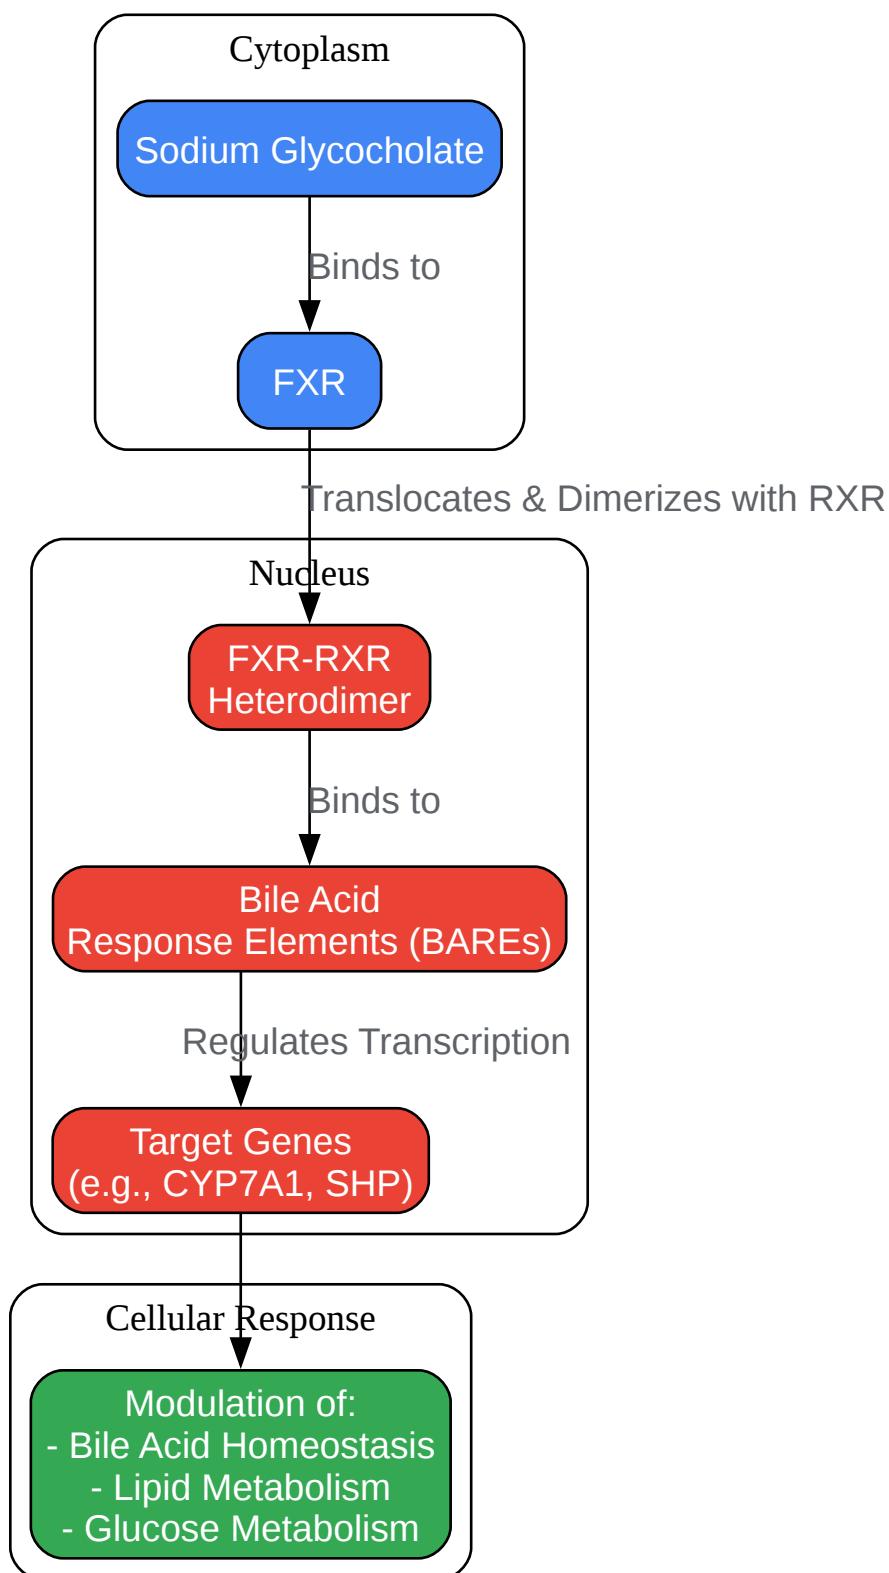 Cytoplasm
Sodium Glycocholate
Binds to
FXR
Translocates & Dimerizes with RXR
Nucleus
FXR-RXR
Heterodimer
Binds to
Bile Acid
Response Elements (BAREs)
Regulates Transcription
Target Genes
(e.g., CYP7A1, SHP)
Cellular Response
Modulation of:
- Bile Acid Homeostasis
- Lipid Metabolism
- Glucose Metabolism